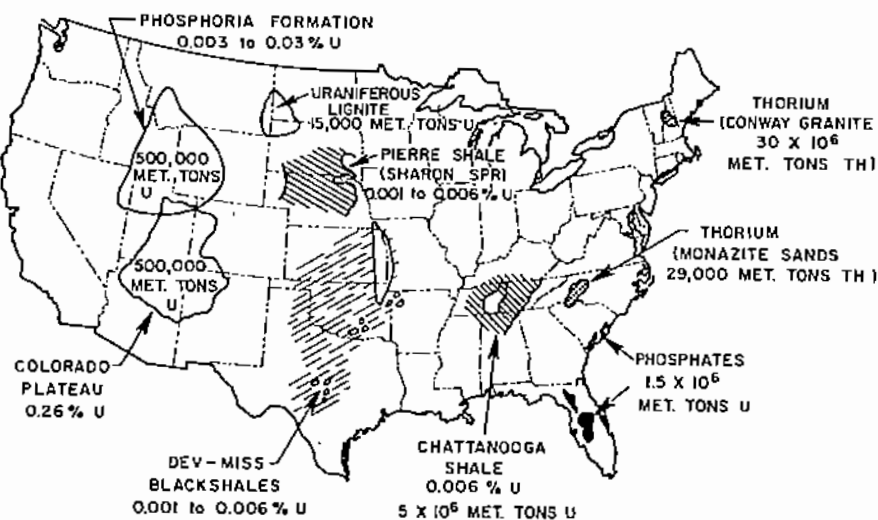 PHOSPHORIA FORMATION
0.003 to 0.03% U
500,000
MET. TONS
U
500,000
MET. TONS
U
COLORADO
PLATEAU
0.26% U
URANIFEROUS
LIGNITE
15,000 MET. TONS U
PIERRE SHALE
(SHARON SPR)
0.001 to 0.006% U
DEV-MISS
BLACKSHALES
0.001 to 0.006% U
CHATTANOOGA
SHALE
0.006 % U
5 X 10⁶ MET. TONS U
THORIUM
(CONWAY GRANITE
30 X 10⁶
MET. TONS TH)
THORIUM
(MONAZITE SANDS
29,000 MET. TONS TH)
PHOSPHATES
1.5 X 10⁶
MET. TONS U